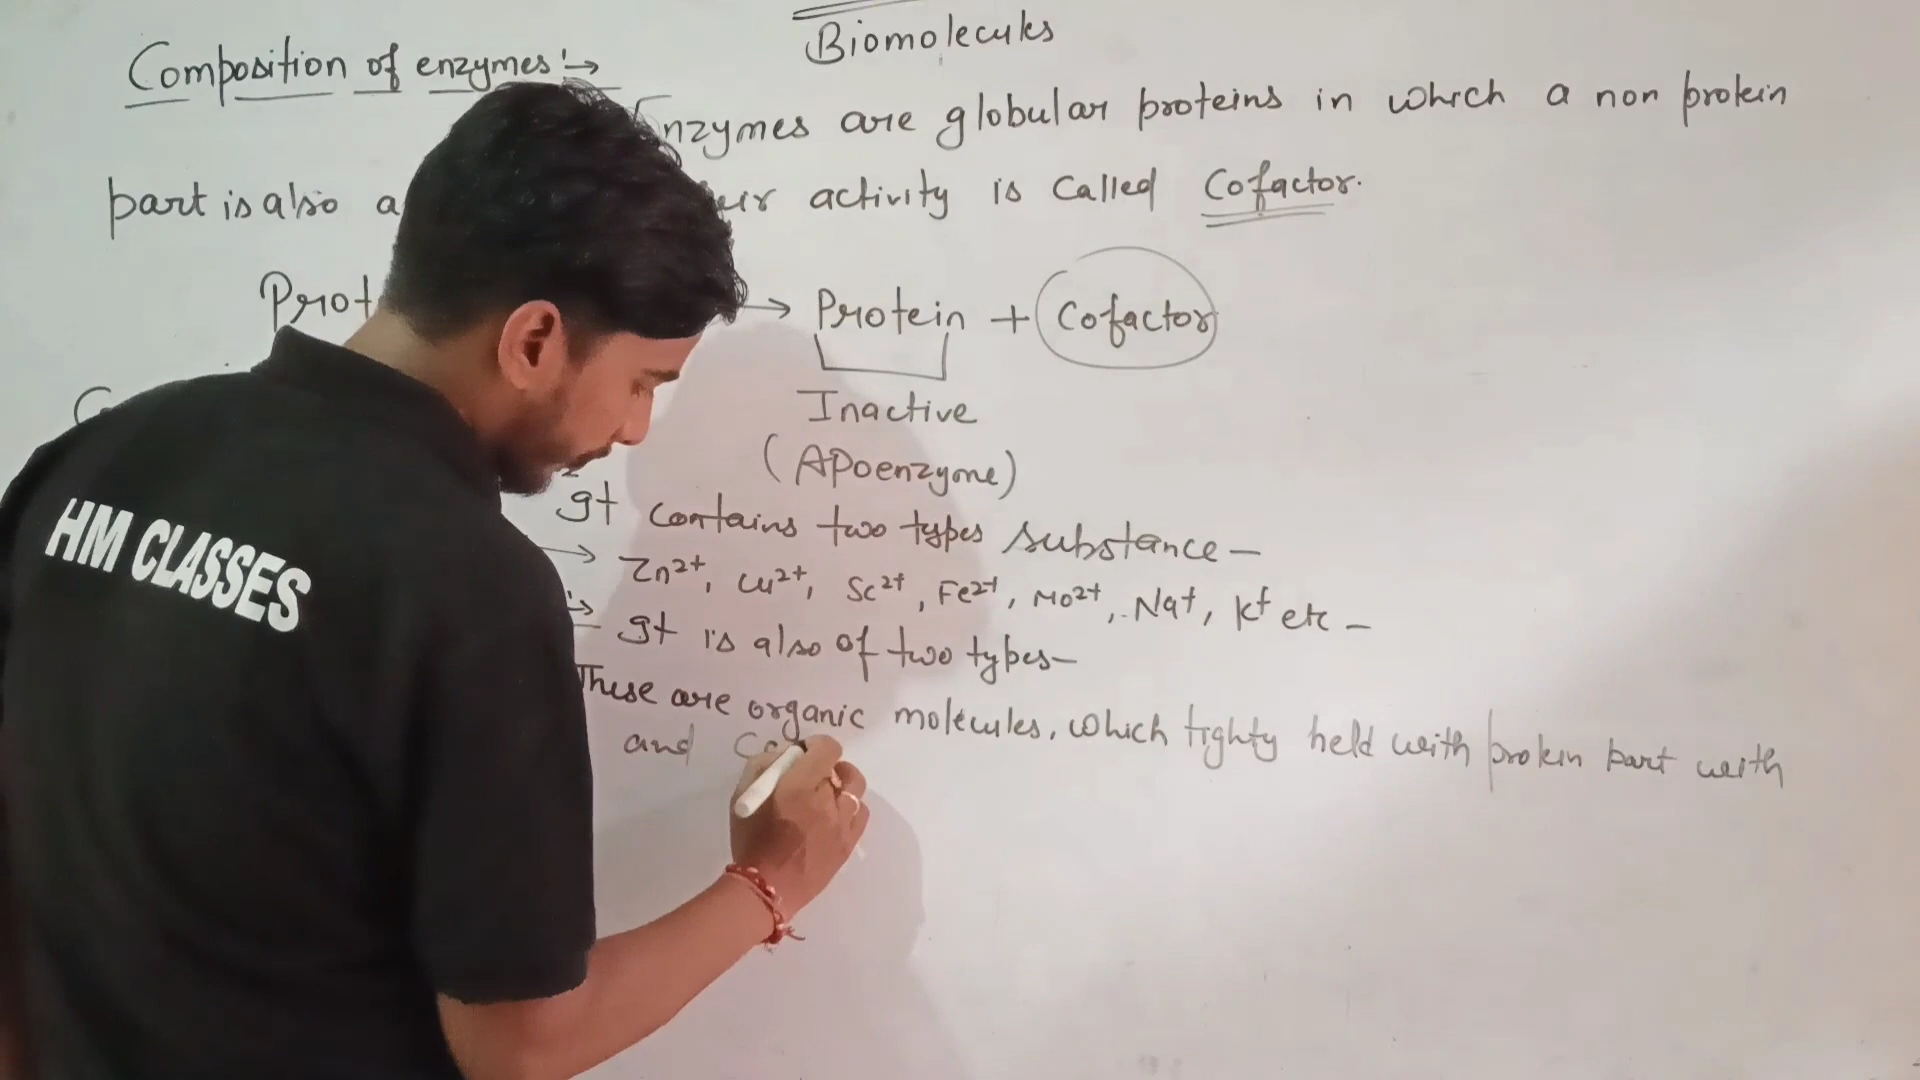 Biomolecules
Composition of enzymes :→
Enzymes are globular proteins in which a non protein
part is also activity is called Cofactor.
→ Protein + Cofactor
Inactive
(Apoenzyme)
It contains two types substance –
→ Zn2+, Cu2+, Sc2+, Fe2+, Mo2+, Na+, K+ etc –
:→ It is also of two types–
These are organic molecules, which tighty held with protein part with
and
HM CLASSES